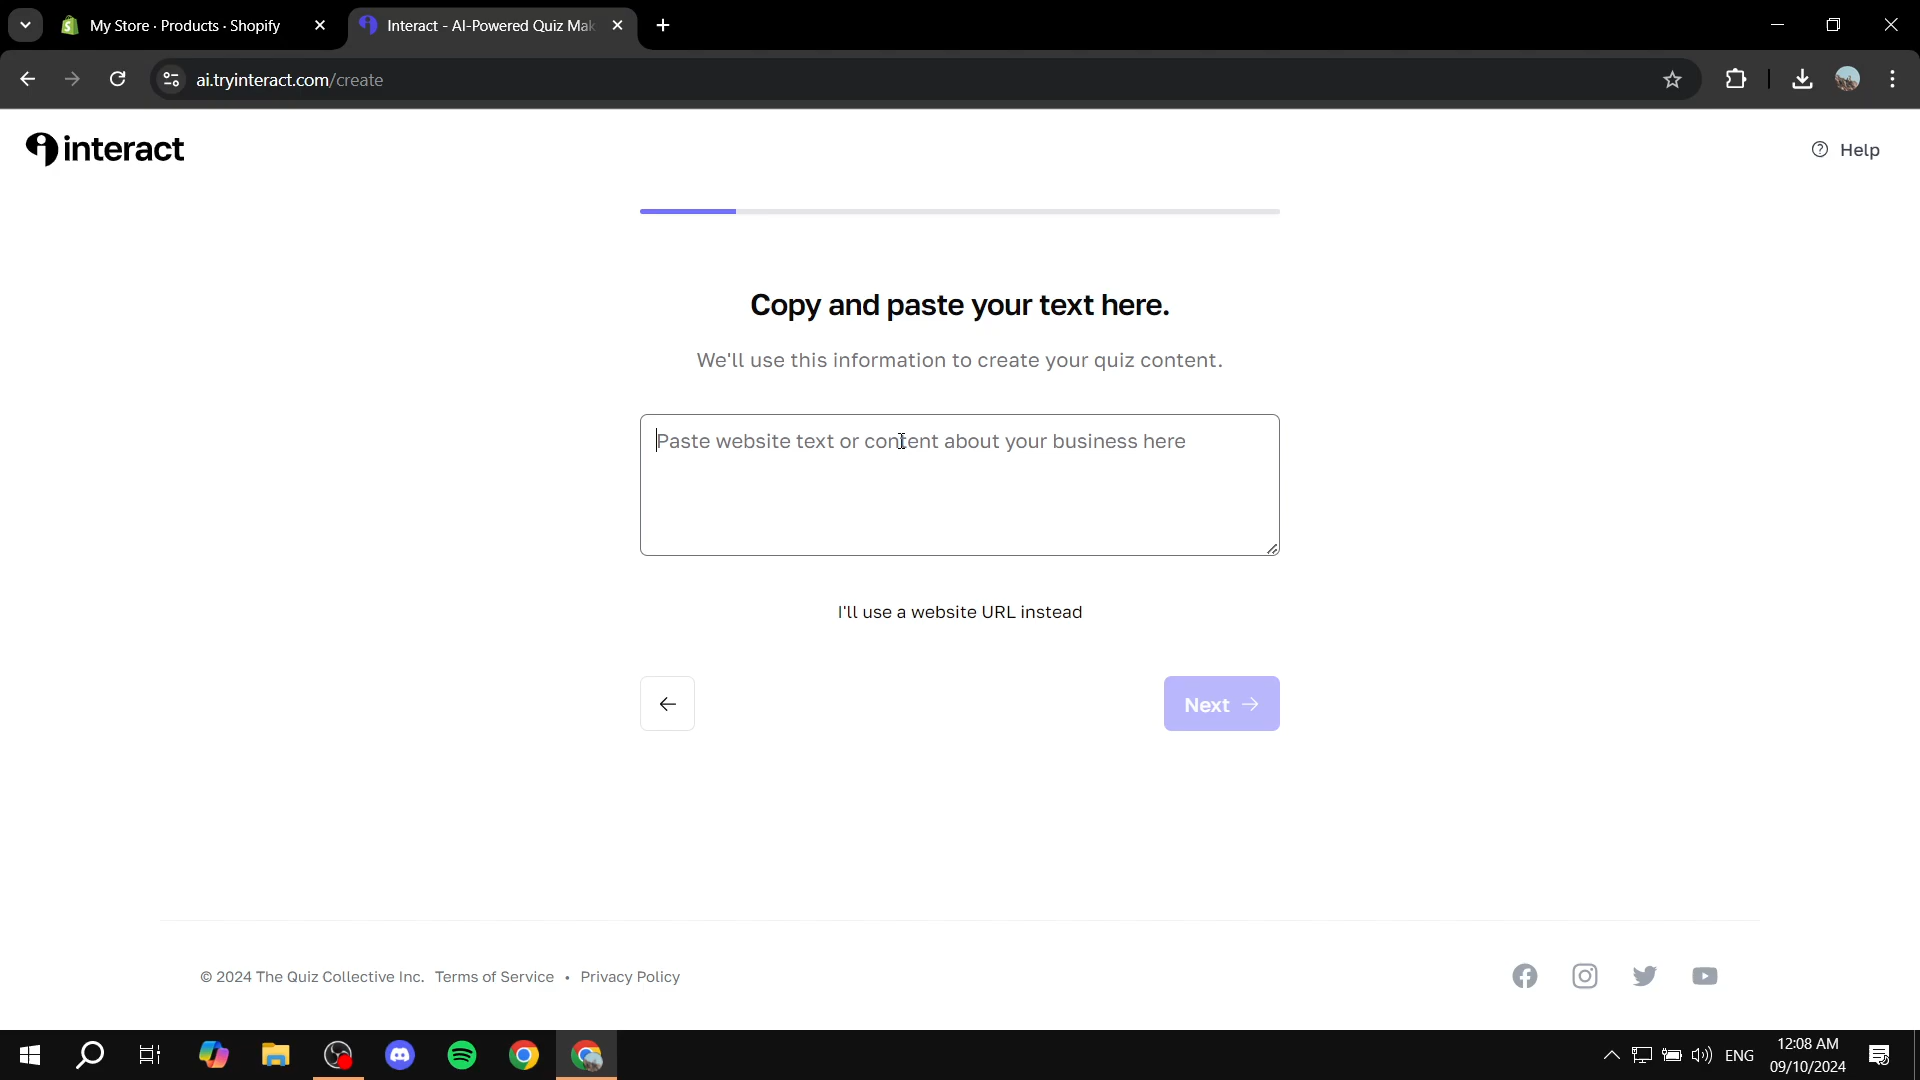 My Store · Products · Shopify
Interact - AI-Powered Quiz Mak
ai.tryinteract.com/create
interact
Help
Copy and paste your text here.
We'll use this information to create your quiz content.
Paste website text or content about your business here
I'll use a website URL instead
Next
© 2024 The Quiz Collective Inc. Terms of Service • Privacy Policy
ENG
12:08 AM
09/10/2024